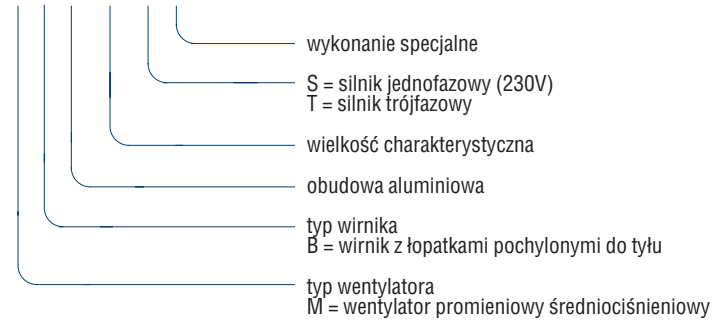 wykonanie specjalne
S = silnik jednofazowy (230V)
T = silnik trójfazowy
wielkość charakterystyczna
obudowa aluminiowa
typ wirnika
B = wirnik z łopatkami pochylonymi do tyłu
typ wentylatora
M = wentylator promieniowy średniociśnieniowy